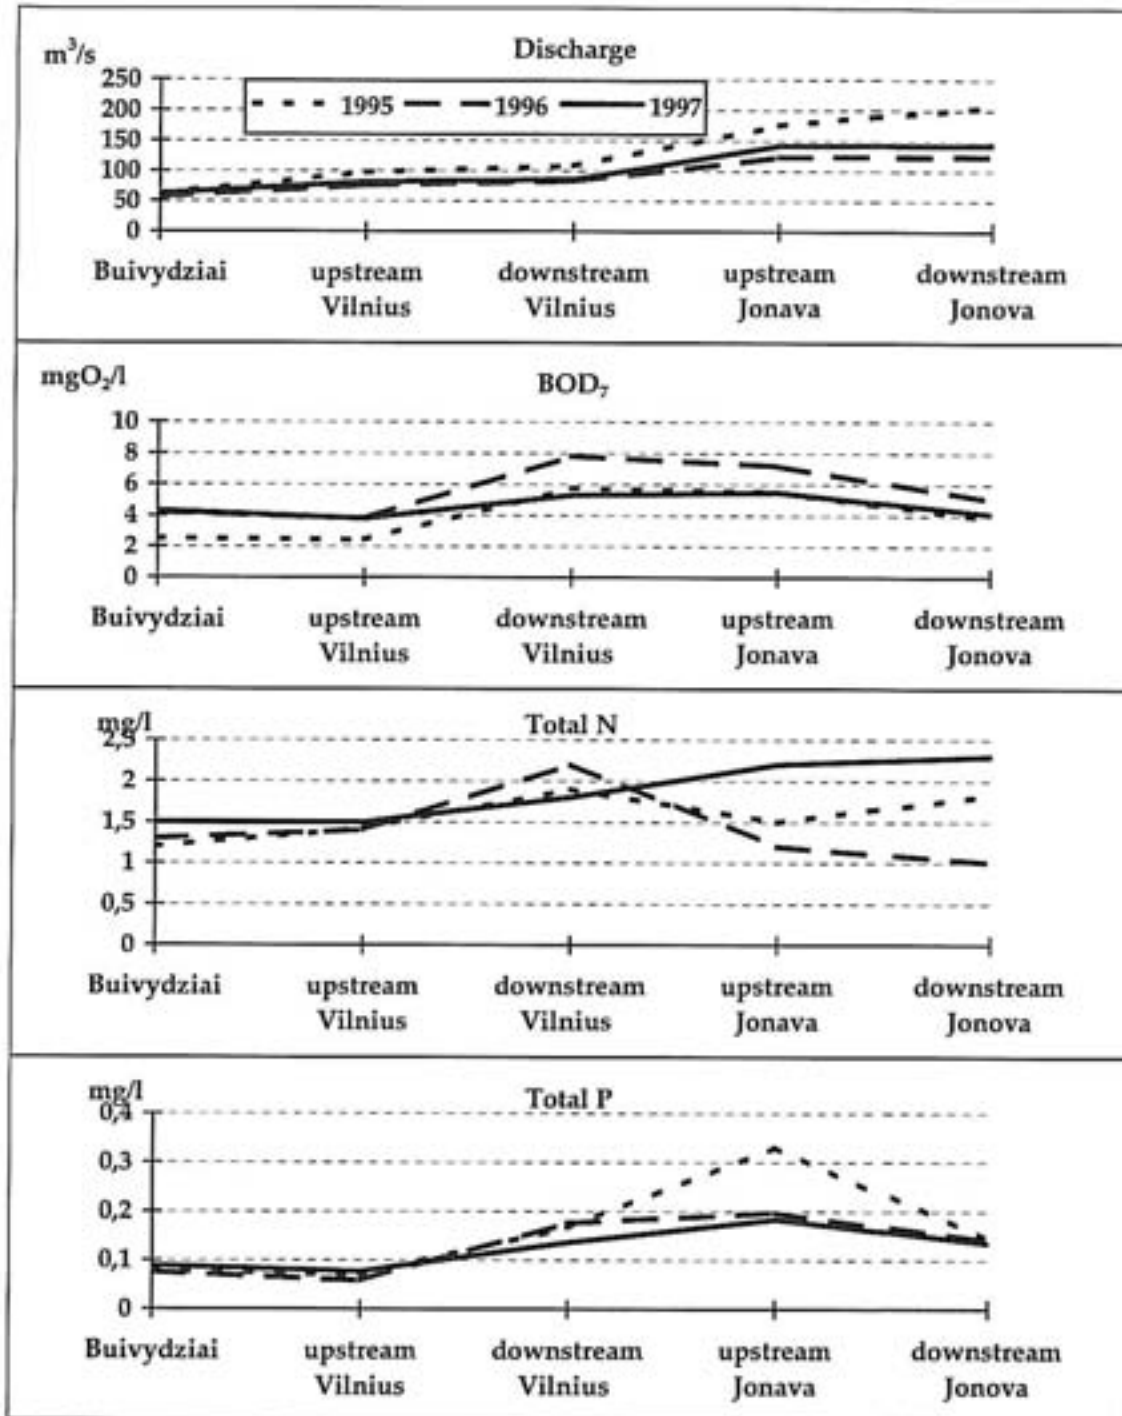 Discharge
m³/s
250
200
150
100
50
0
1995 1996 1997
Buivydziai upstream downstream upstream downstream
Vilnius Vilnius Jonava Jonova
mgO₂/l
BOD₇
10
8
6
4
2
0
Buivydziai upstream downstream upstream downstream
Vilnius Vilnius Jonava Jonova
mg/l
Total N
2,5
2
1,5
1
0,5
0
Buivydziai upstream downstream upstream downstream
Vilnius Vilnius Jonava Jonova
mg/l
Total P
0,4
0,3
0,2
0,1
0
Buivydziai upstream downstream upstream downstream
Vilnius Vilnius Jonava Jonova